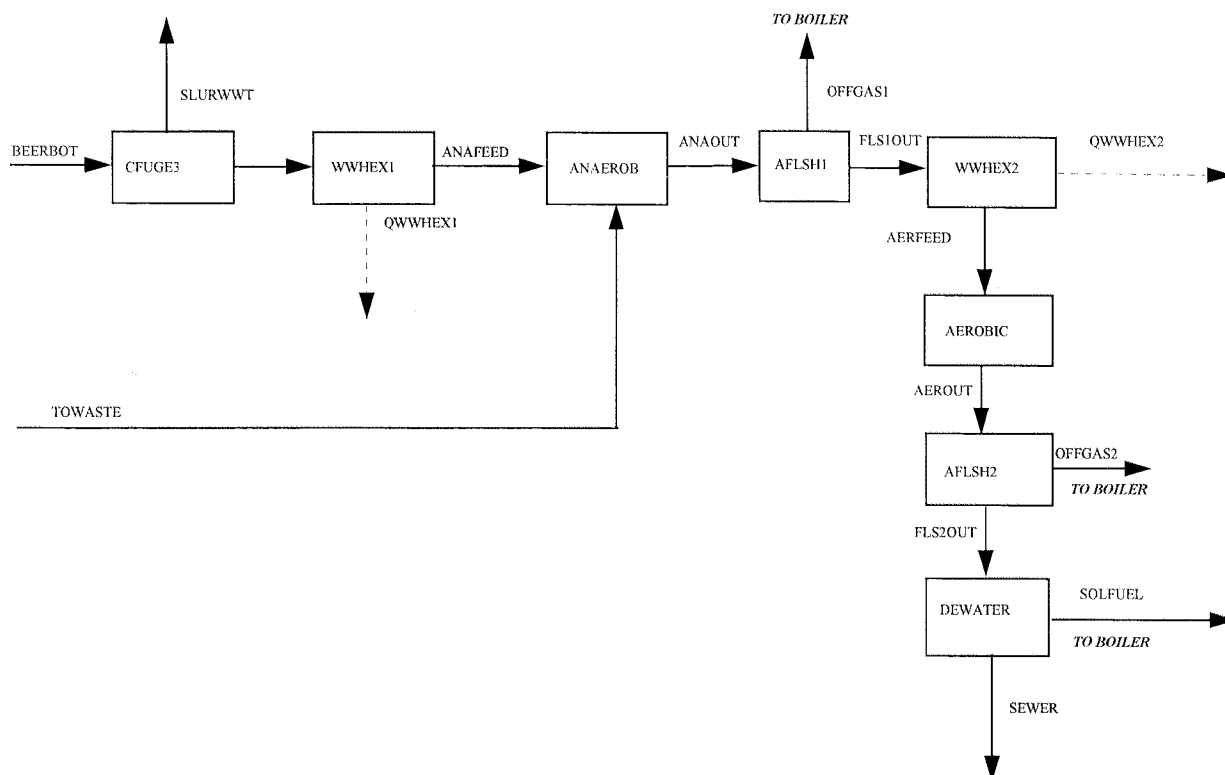 TO BOILER
SLURWWT
OFFGAS1
BEERBOT
CFUGE3
WWHEX1
ANAFEED
ANAEROB
ANAOUT
AFLSH1
FLS1OUT
WWHEX2
QWWHEX2
QWWHEX1
AERFEED
AEROBIC
AEROUT
TOWASTE
AFLSH2
OFFGAS2
TO BOILER
FLS2OUT
DEWATER
SOLFUEL
TO BOILER
SEWER